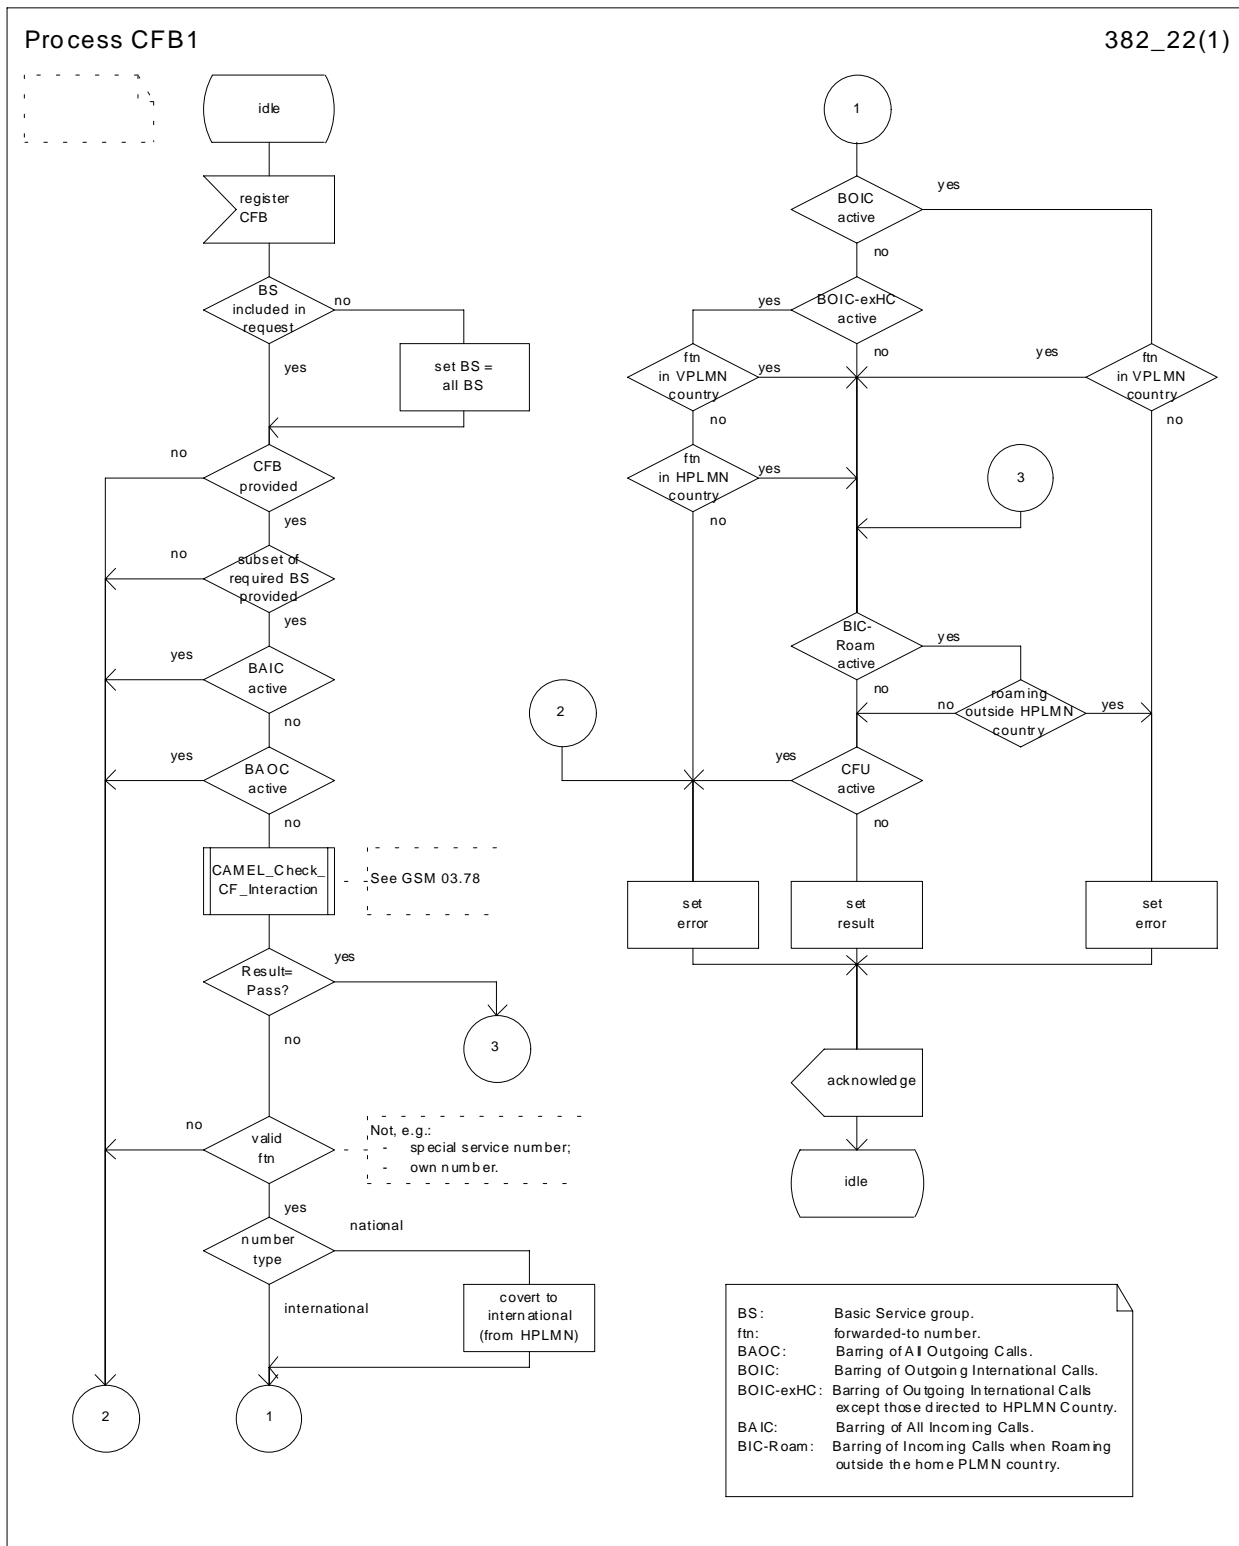 Process CFB1
382_22(1)
idle
register
CFB
BS
included in
request
no
yes
set BS =
all BS
no
CFB
provided
yes
no
subset of
required BS
provided
yes
yes
BAIC
active
no
yes
BAOC
active
no
CAMEL_Check_
CF_Interaction
See GSM 03.78
Result=
Pass?
yes
no
3
no
valid
ftn
Not, e.g.:
- special service number;
- own number.
yes
number
type
national
international
covert to
international
(from HPLMN)
2
1
1
BOIC
active
yes
no
yes
BOIC-exHC
active
no
ftn
in VPLMN
country
yes
no
yes
ftn
in VPLMN
country
no
ftn
in HPLMN
country
yes
no
3
BIC-
Roam
active
yes
no
no
roaming
outside HPLMN
country
yes
2
yes
CFU
active
no
set
error
set
result
set
error
acknowledge
idle
BS: Basic Service group.
ftn: forwarded-to number.
BAOC: Barring of All Outgoing Calls.
BOIC: Barring of Outgoing International Calls.
BOIC-exHC: Barring of Outgoing International Calls
except those directed to HPLMN Country.
BAIC: Barring of All Incoming Calls.
BIC-Roam: Barring of Incoming Calls when Roaming
outside the home PLMN country.